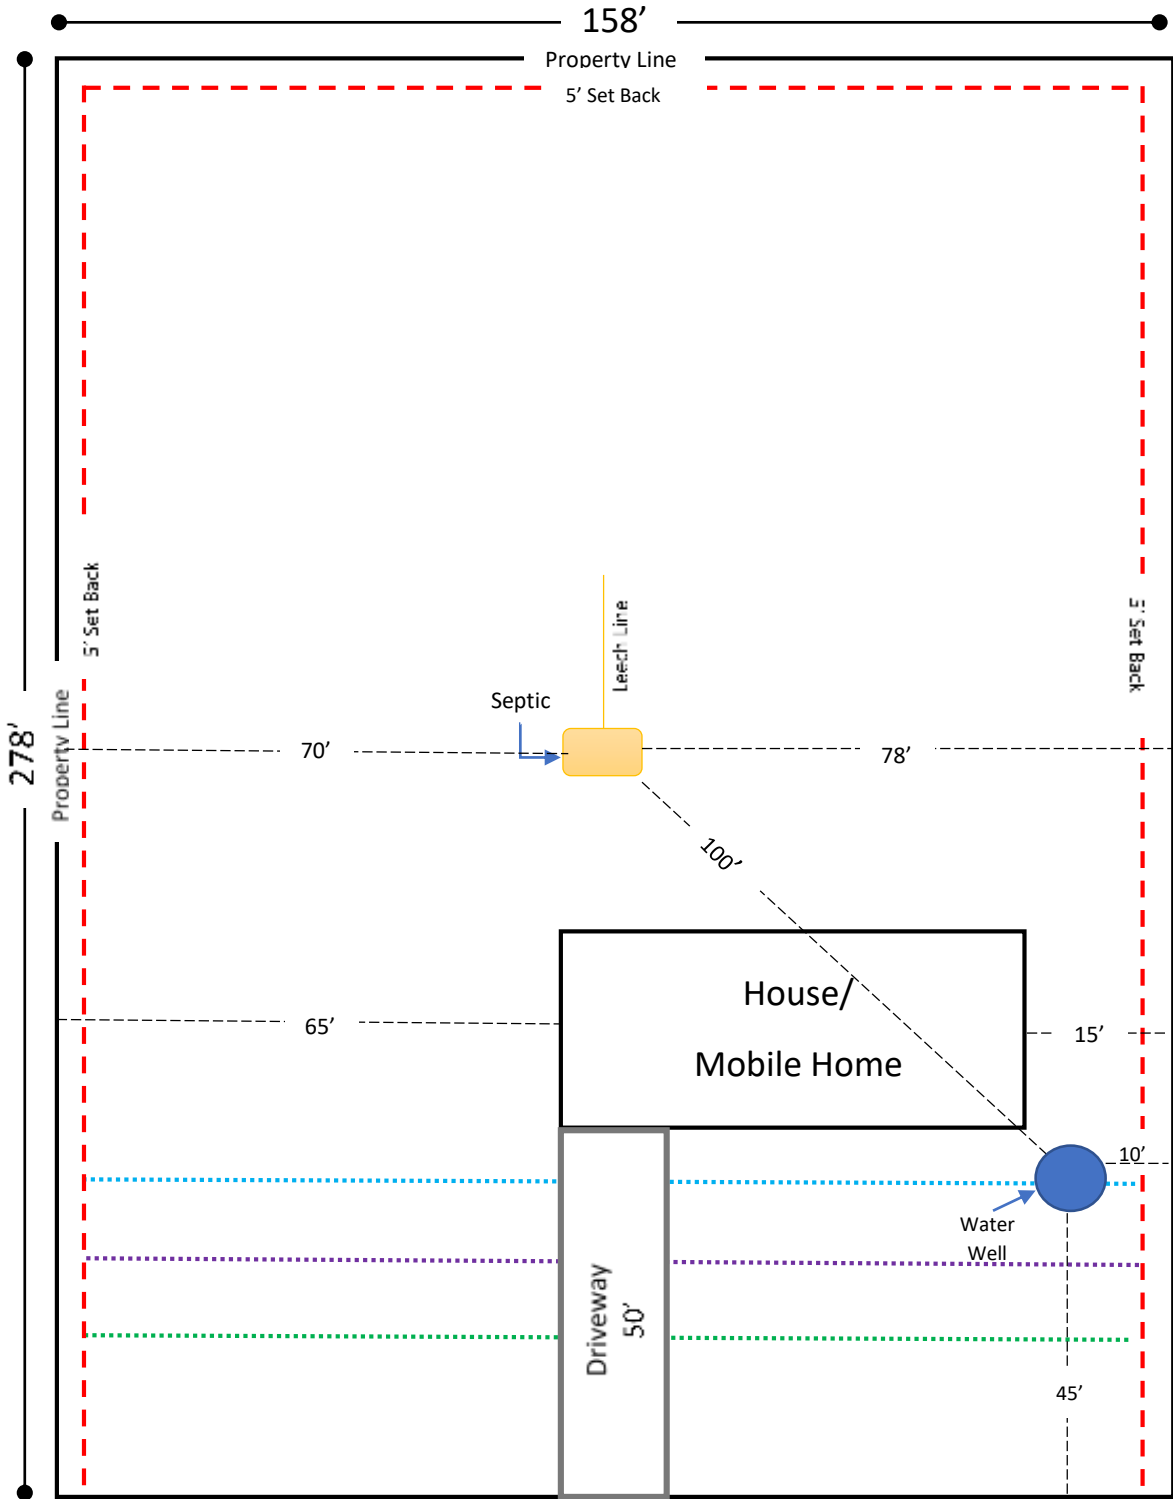 158’
Property Line
5’ Set Back
5’ Set Back
5’ Set Back
Leech Line
Septic
Property Line
278’
70’
78’
100’
House/
Mobile Home
65’
15’
10’
Water
Well
Driveway
50’
45’